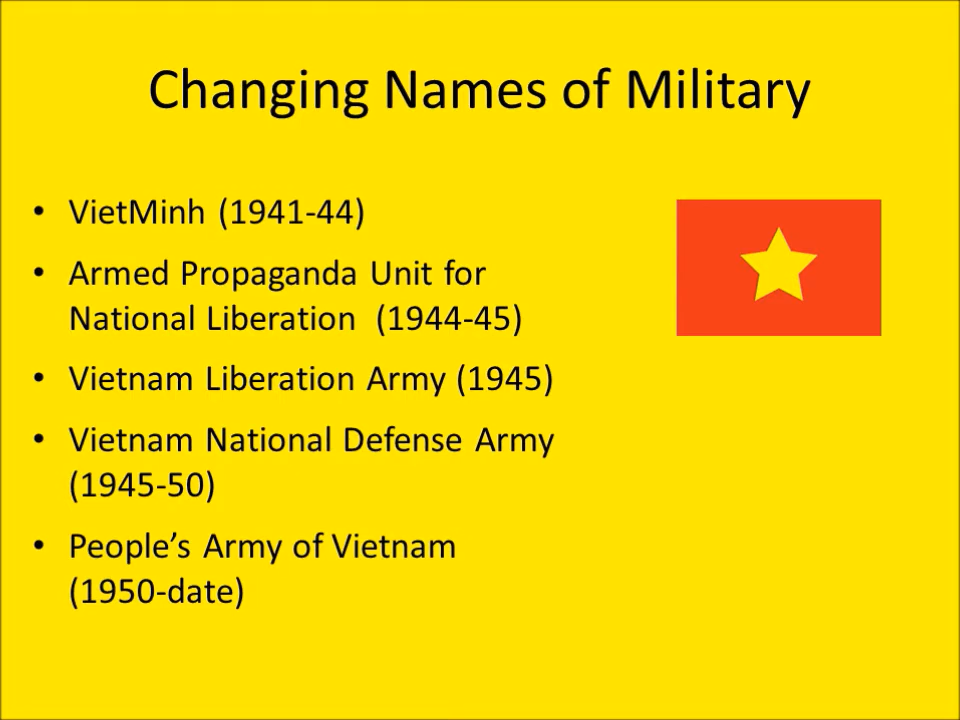 Changing Names of Military
• VietMinh (1941-44)
• Armed Propaganda Unit for
National Liberation  (1944-45)
• Vietnam Liberation Army (1945)
• Vietnam National Defense Army
(1945-50)
• People’s Army of Vietnam
(1950-date)